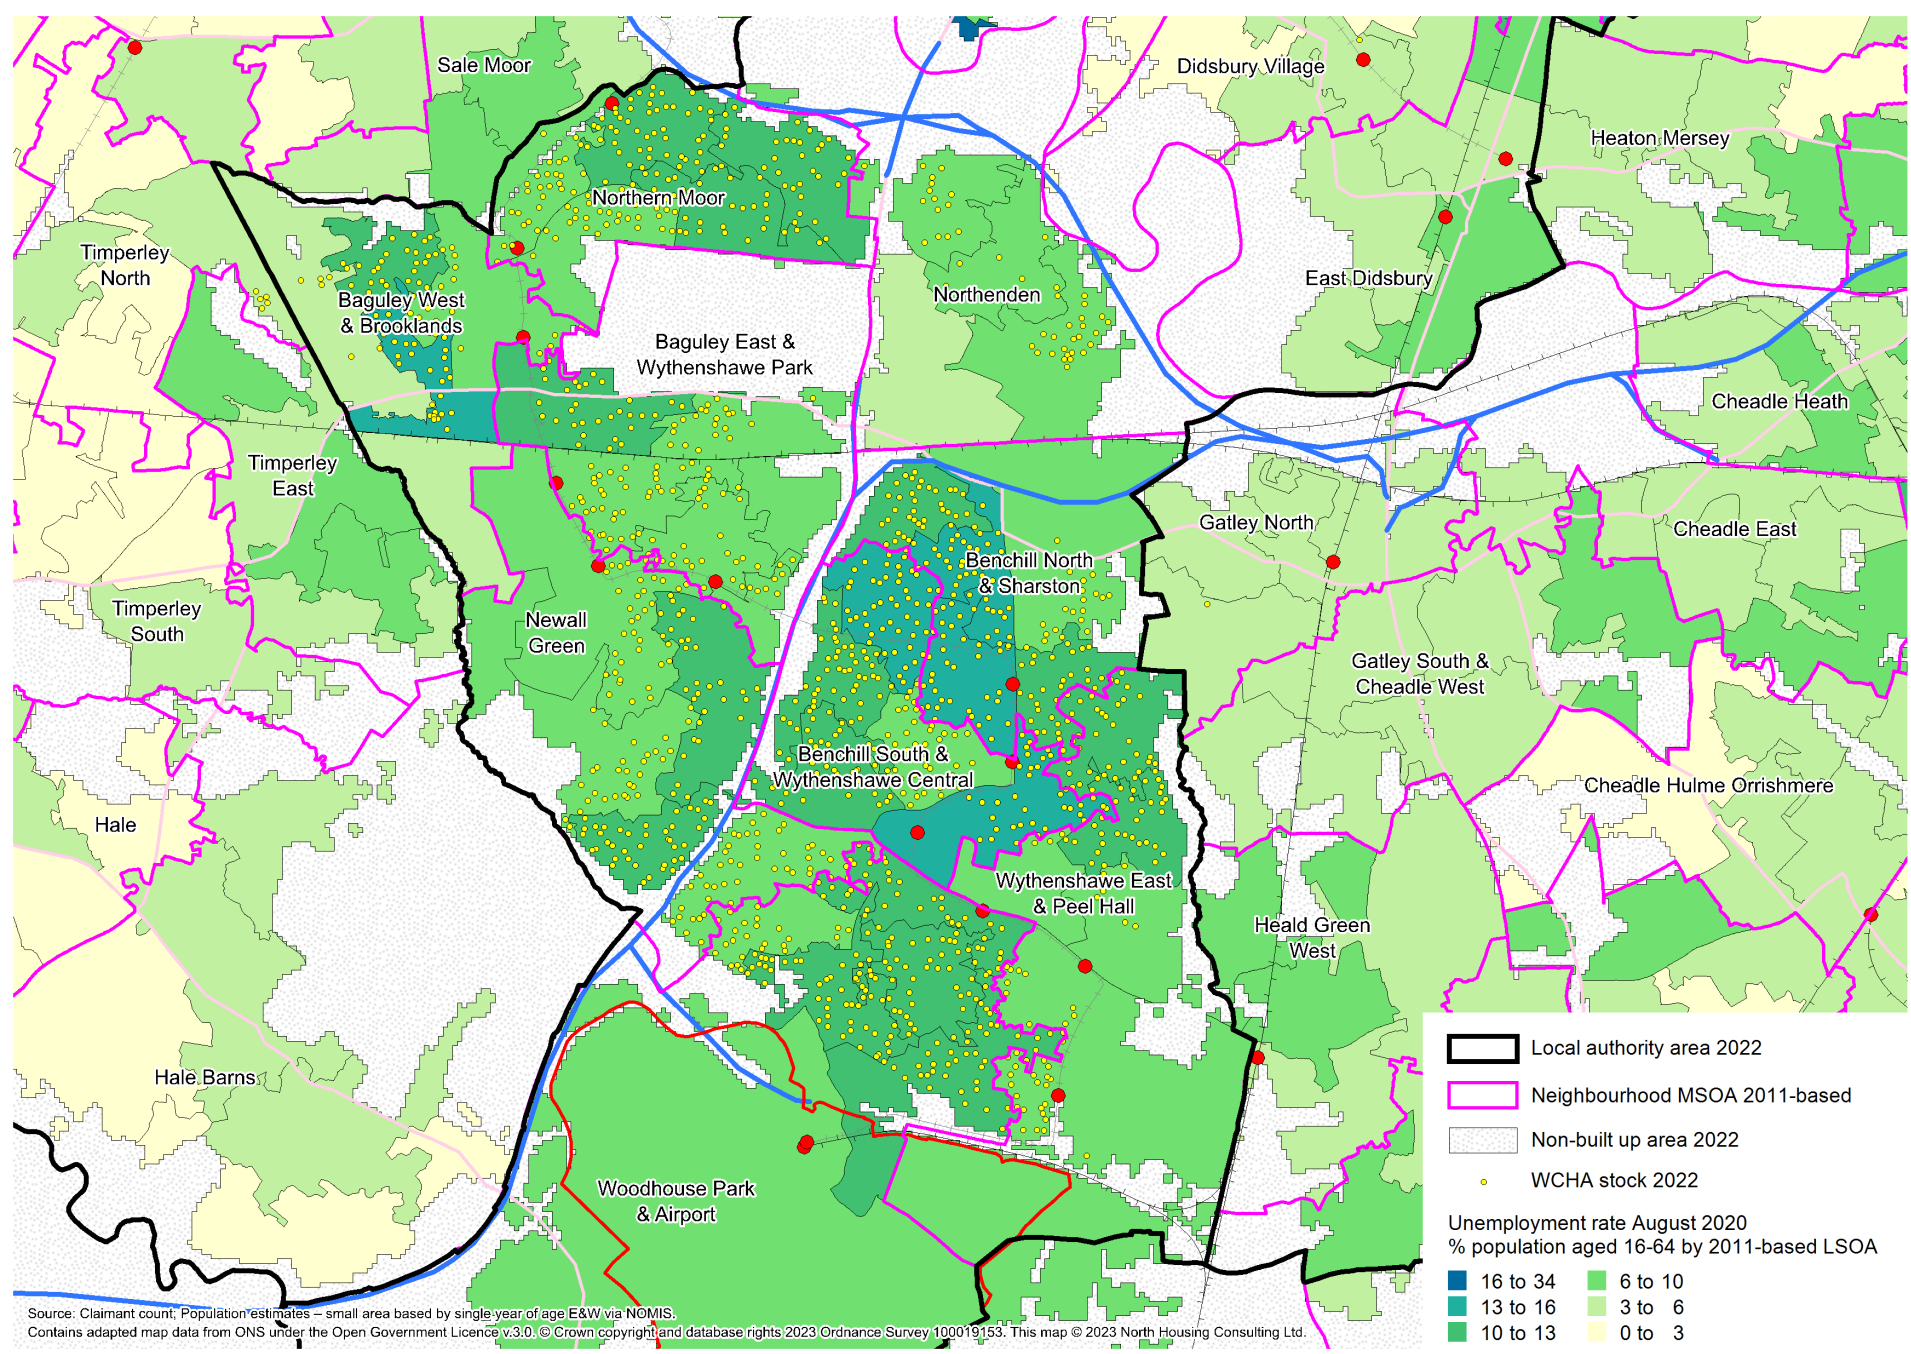 Sale Moor
Didsbury Village
Heaton Mersey
Northern Moor
Timperley
North
East Didsbury
Baguley West
& Brooklands
Northenden
Baguley East &
Wythenshawe Park
Cheadle Heath
Timperley
East
Gatley North
Cheadle East
Benchill North
& Sharston
Timperley
South
Newall
Green
Gatley South &
Cheadle West
Benchill South &
Wythenshawe Central
Cheadle Hulme Orrishmere
Hale
Wythenshawe East
& Peel Hall
Heald Green
West
Hale Barns
Woodhouse Park
& Airport
Local authority area 2022
Neighbourhood MSOA 2011-based
Non-built up area 2022
WCHA stock 2022
Unemployment rate August 2020
% population aged 16-64 by 2011-based LSOA
16 to 34
6 to 10
13 to 16
3 to 6
10 to 13
0 to 3
Source: Claimant count; Population estimates – small area based by single year of age E&W via NOMIS.
Contains adapted map data from ONS under the Open Government Licence v.3.0. © Crown copyright and database rights 2023 Ordnance Survey 100019153. This map © 2023 North Housing Consulting Ltd.